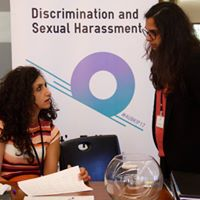 Discrimination and
Sexual Harassment